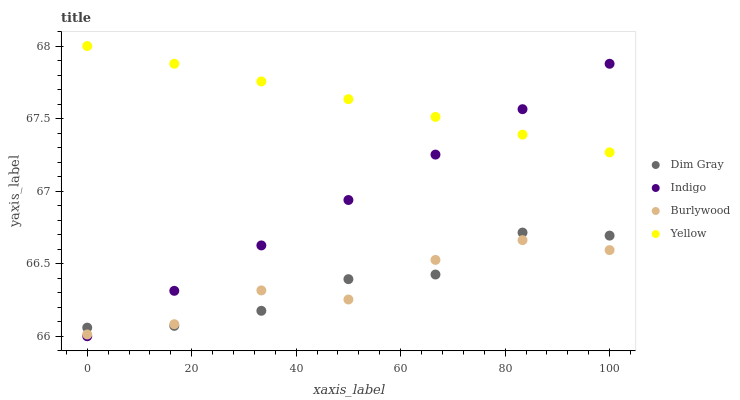 title
yaxis_label
68
67.5
67
66.5
66
0
20
40
60
80
100
xaxis_label
Dim Gray
Indigo
Burlywood
Yellow